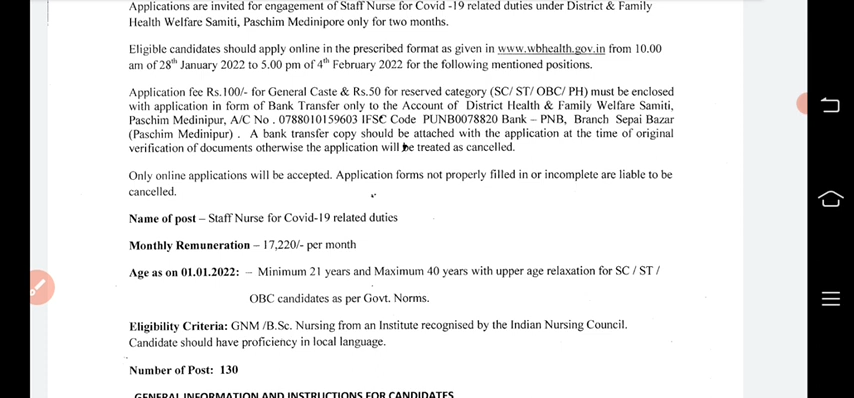 Applications are invited for engagement of Staff Nurse for Covid -19 related duties under District & Family
Health Welfare Samiti, Paschim Medinipore only for two months.
Eligible candidates should apply online in the prescribed format as given in www.wbhealth.gov.in from 10.00
am of 28th January 2022 to 5.00 pm of 4th February 2022 for the following mentioned positions.
Application fee Rs.100/- for General Caste & Rs.50 for reserved category (SC/ ST/ OBC/ PH) must be enclosed
with application in form of Bank Transfer only to the Account of District Health & Family Welfare Samiti,
Paschim Medinipur, A/C No . 0788010159603 IFSC Code PUNB0078820 Bank – PNB, Branch Sepai Bazar
(Paschim Medinipur) . A bank transfer copy should be attached with the application at the time of original
verification of documents otherwise the application will be treated as cancelled.
Only online applications will be accepted. Application forms not properly filled in or incomplete are liable to be
cancelled.
Name of post – Staff Nurse for Covid-19 related duties
Monthly Remuneration – 17,220/- per month
Age as on 01.01.2022: – Minimum 21 years and Maximum 40 years with upper age relaxation for SC / ST /
OBC candidates as per Govt. Norms.
Eligibility Criteria: GNM /B.Sc. Nursing from an Institute recognised by the Indian Nursing Council.
Candidate should have proficiency in local language.
Number of Post: 130
GENERAL INFORMATION AND INSTRUCTIONS FOR CANDIDATES